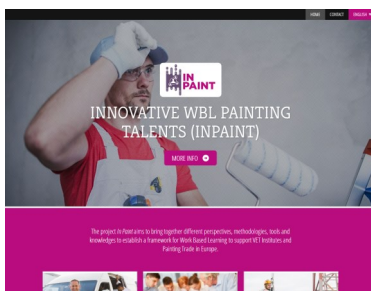 HOME CONTACT ENGLISH
IN
PAINT
INNOVATIVE WBL PAINTING
TALENTS (INPAINT)
MORE INFO
The project In Paint aims to bring together different perspectives, methodologies, tools and
knowledges to establish a framework for Work Based Learning to support VET Institutes and
Painting Trade in Europe.